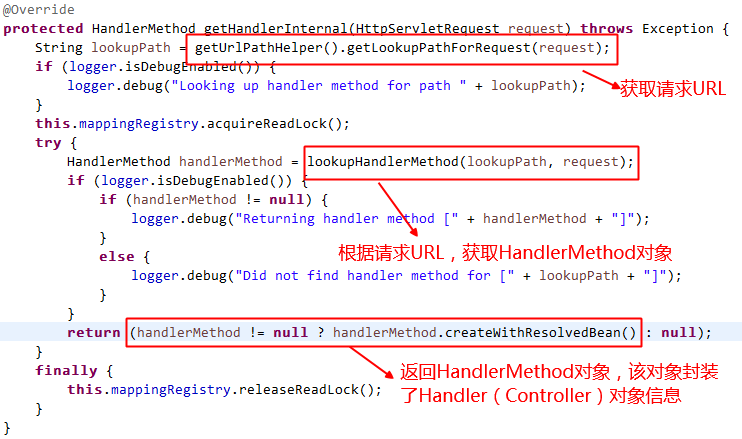 @Override
protected HandlerMethod getHandlerInternal(HttpServletRequest request) throws Exception {
String lookupPath = getUrlPathHelper().getLookupPathForRequest(request);
if (logger.isDebugEnabled()) {
logger.debug("Looking up handler method for path " + lookupPath);
获取请求URL
}
this.mappingRegistry.acquireReadLock();
try {
HandlerMethod handlerMethod = lookupHandlerMethod(lookupPath, request);
if (logger.isDebugEnabled()) {
if (handlerMethod != null) {
logger.debug("Returning handler method [" + handlerMethod + "]");
}
根据请求URL，获取HandlerMethod对象
else {
logger.debug("Did not find handler method for [" + lookupPath + "]");
}
}
return (handlerMethod != null ? handlerMethod.createWithResolvedBean() : null);
}
finally {
返回HandlerMethod对象，该对象封装
了Handler（Controller）对象信息
this.mappingRegistry.releaseReadLock();
}
}